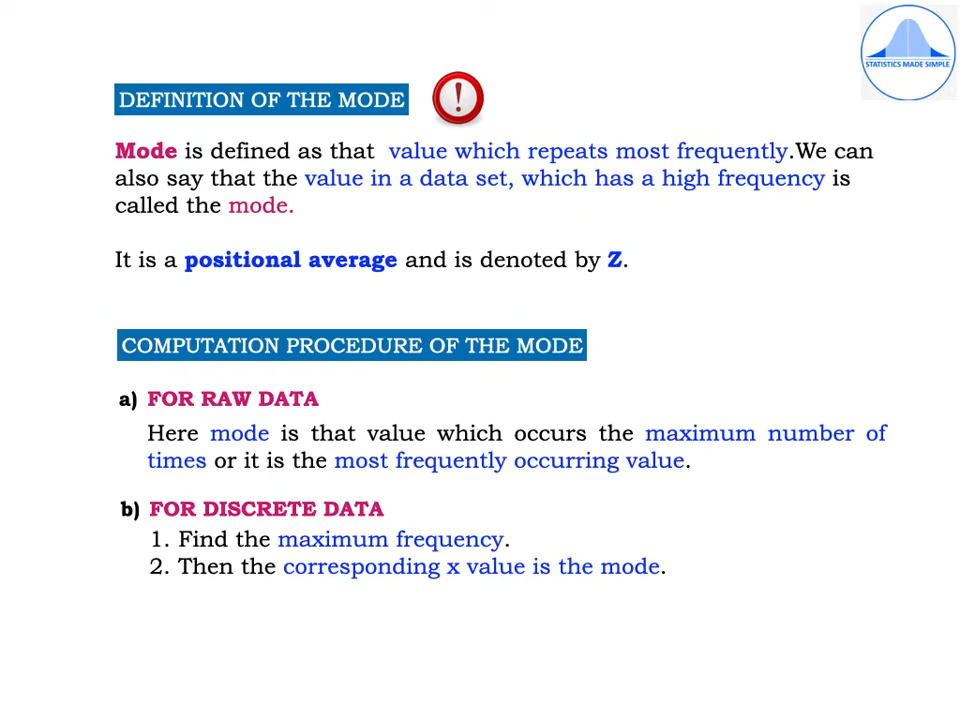 STATISTICS MADE SIMPLE
DEFINITION OF THE MODE
Mode is defined as that value which repeats most frequently.We can
also say that the value in a data set, which has a high frequency is
called the mode.
It is a positional average and is denoted by Z.
COMPUTATION PROCEDURE OF THE MODE
a) FOR RAW DATA
Here mode is that value which occurs the maximum number of
times or it is the most frequently occurring value.
b) FOR DISCRETE DATA
1. Find the maximum frequency.
2. Then the corresponding x value is the mode.